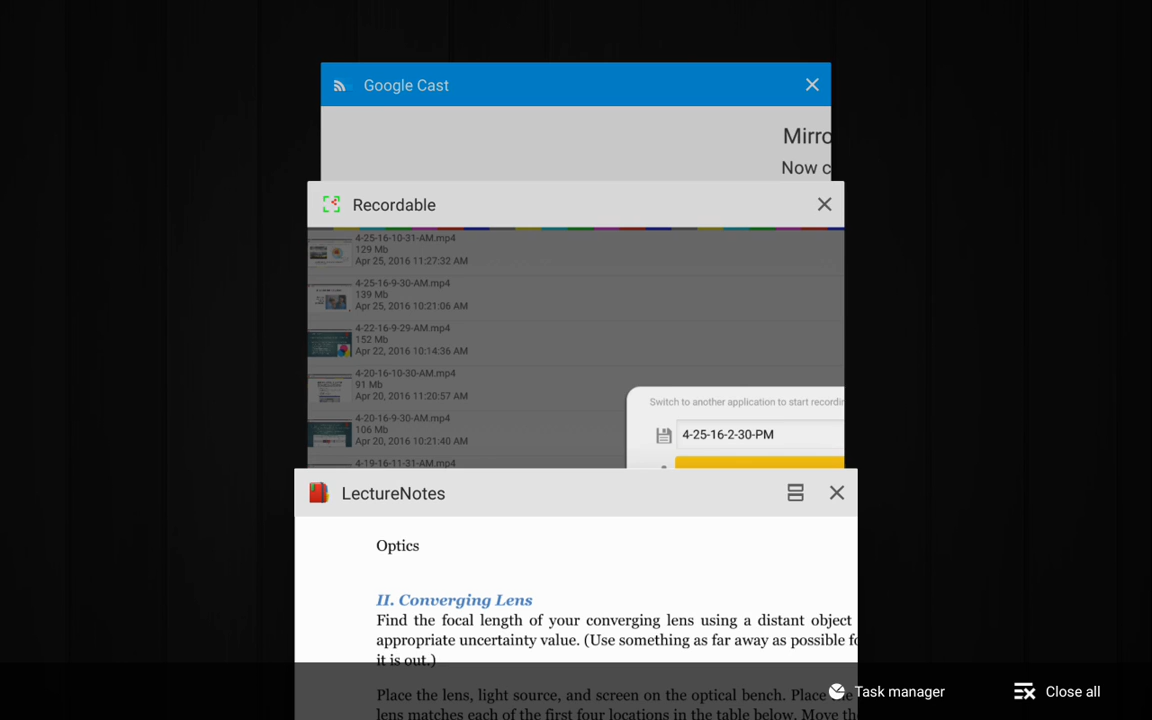 Google Cast
Mirro
Now c
Recordable
4-25-16-10-31-AM.mp4
129 Mb
Apr 25, 2016 11:27:32 AM
4-25-16-9-30-AM.mp4
139 Mb
Apr 25, 2016 10:21:06 AM
4-22-16-9-29-AM.mp4
152 Mb
Apr 22, 2016 10:14:36 AM
4-20-16-10-30-AM.mp4
91 Mb
Apr 20, 2016 11:20:57 AM
4-20-16-9-30-AM.mp4
106 Mb
Apr 20, 2016 10:21:40 AM
4-19-16-11-31-AM.mp4
Switch to another application to start recordin
4-25-16-2-30-PM
LectureNotes
Optics
II. Converging Lens
Find the focal length of your converging lens using a distant object
appropriate uncertainty value. (Use something as far away as possible fo
it is out.)
Place the lens, light source, and screen on the optical bench. Place the
lens matches each of the first four locations in the table below. Move the
Task manager
Close all